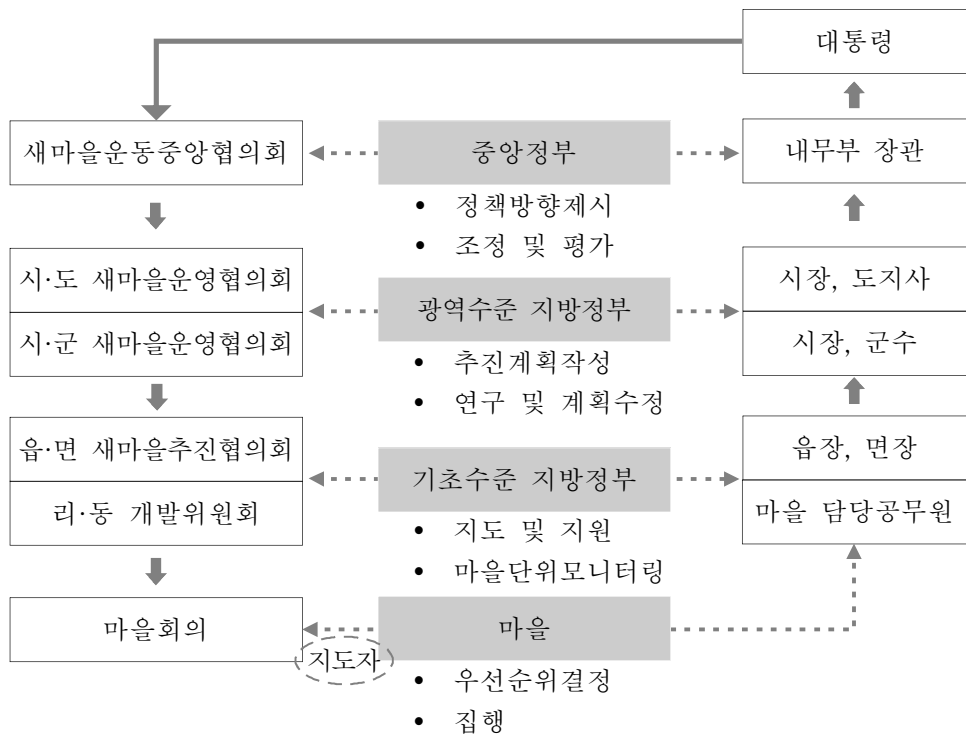 대통령
새마을운동중앙협의회
중앙정부
내무부 장관
• 정책방향제시
• 조정 및 평가
시·도 새마을운영협의회
시·군 새마을운영협의회
광역수준 지방정부
시장, 도지사
시장, 군수
• 추진계획작성
• 연구 및 계획수정
읍·면 새마을추진협의회
리·동 개발위원회
기초수준 지방정부
읍장, 면장
마을 담당공무원
• 지도 및 지원
• 마을단위모니터링
마을회의
지도자
마을
• 우선순위결정
• 집행